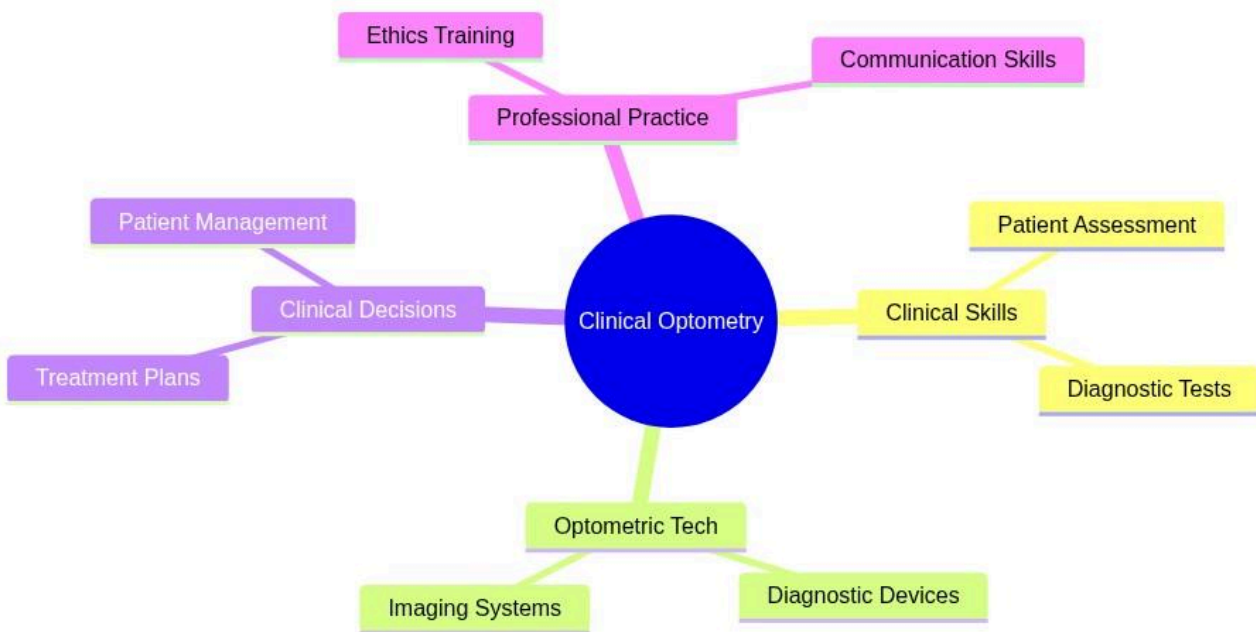 Ethics Training
Communication Skills
Professional Practice
Patient Management
Patient Assessment
Clinical Decisions
Clinical Optometry
Clinical Skills
Treatment Plans
Diagnostic Tests
Optometric Tech
Imaging Systems
Diagnostic Devices